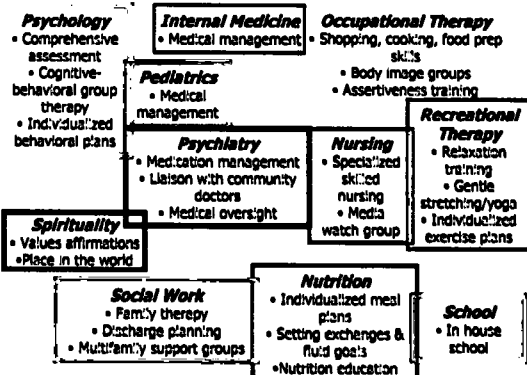 Psychology
• Comprehensive
assessment
• Cognitive-
behavioral group
therapy
• Individualized
behavioral plans
Internal Medicine
• Medical management
Occupational Therapy
• Shopping, cooking, food prep
skills
• Body image groups
• Assertiveness training
Pediatrics
• Medical
management
Psychiatry
• Medication management
• Liaison with community
doctors
• Medical oversight
Nursing
• Specialized
skilled
nursing
• Media
watch group
Recreational
Therapy
• Relaxation
training
• Gentle
stretching/yoga
• Individualized
exercise plans
Spirituality
• Values affirmations
•Place in the world
Social Work
• Family therapy
• Discharge planning
• Multifamily support groups
Nutrition
• Individualized meal
plans
• Setting exchanges &
fluid goals
•Nutrition education
School
• In house
school